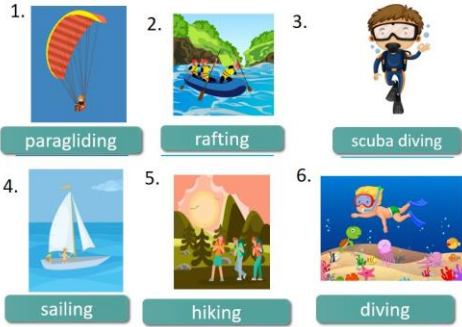 1.
2.
3.
paragliding
rafting
scuba diving
4.
5.
6.
sailing
hiking
diving